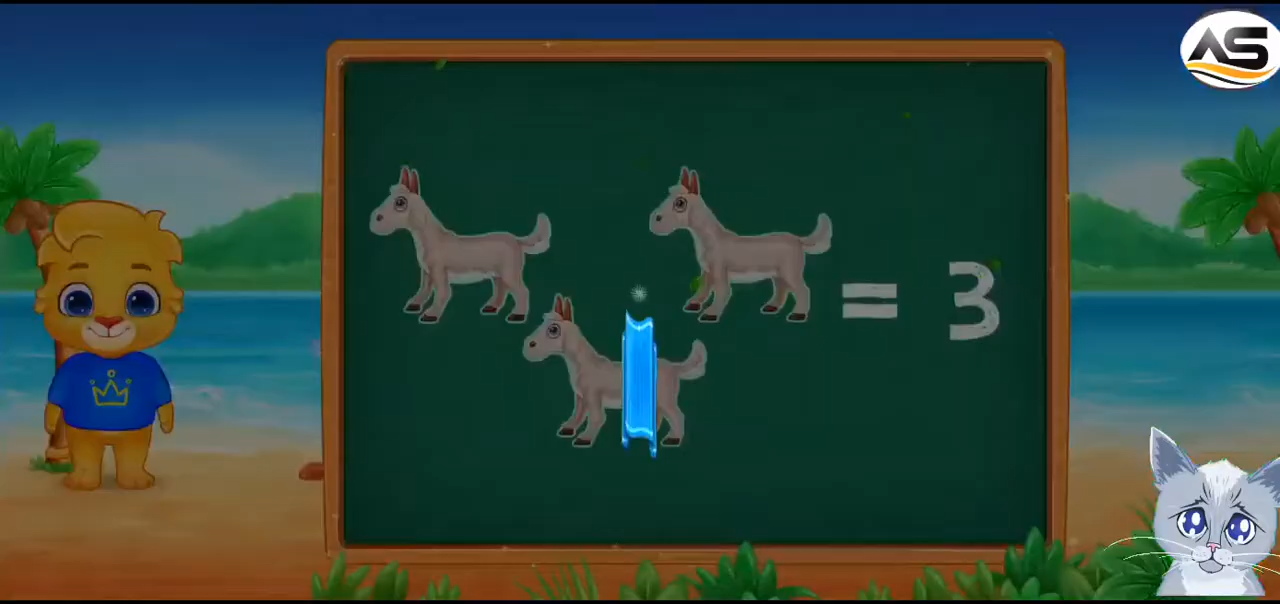 AS
= 3